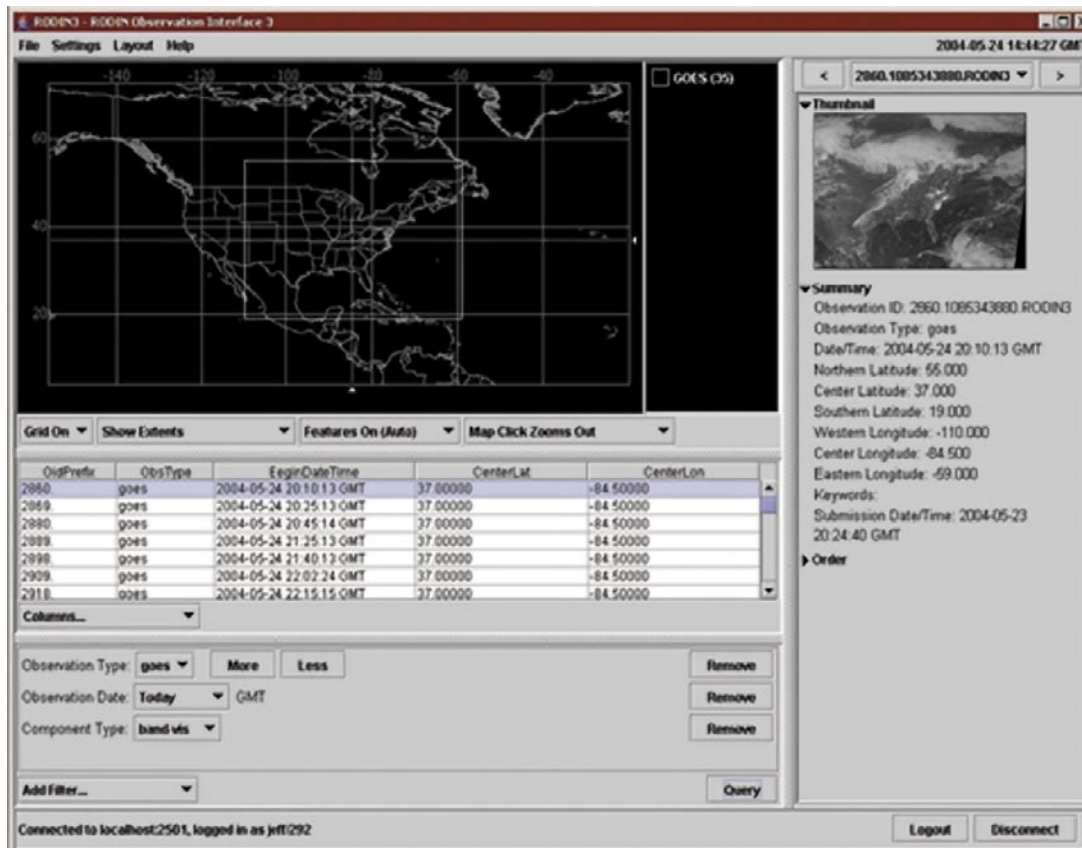 RODIN3 - RODIN Observation Interface 3
File Settings Layout Help
2004-05-24 14:44:27 GMT
-140 -120 -100 -80 -60 -40
60
40
20
GOES (35)
< 2860.1085343880.RODIN3 >
Thumbnail
Summary
Observation ID: 2860.1085343880.RODIN3
Observation Type: goes
Date/Time: 2004-05-24 20:10:13 GMT
Northern Latitude: 55.000
Center Latitude: 37.000
Southern Latitude: 19.000
Western Longitude: -110.000
Center Longitude: -84.500
Eastern Longitude: -59.000
Keywords:
Submission Date/Time: 2004-05-23
20:24:40 GMT
Order
Grid On Show Extents Features On (Auto) Map Click Zooms Out
OidPrefix ObsType BeginDateTime CenterLat CenterLon
2860. goes 2004-05-24 20:10:13 GMT 37.00000 -84.50000
2869. goes 2004-05-24 20:25:13 GMT 37.00000 -84.50000
2880. goes 2004-05-24 20:45:14 GMT 37.00000 -84.50000
2889. goes 2004-05-24 21:25:13 GMT 37.00000 -84.50000
2898. goes 2004-05-24 21:40:13 GMT 37.00000 -84.50000
2909. goes 2004-05-24 22:02:24 GMT 37.00000 -84.50000
2918. goes 2004-05-24 22:15:15 GMT 37.00000 -84.50000
Columns...
Observation Type: goes More Less Remove
Observation Date: Today GMT Remove
Component Type: band-vis Remove
Add Filter... Query
Connected to localhost:2501, logged in as jeff/292 Logout Disconnect